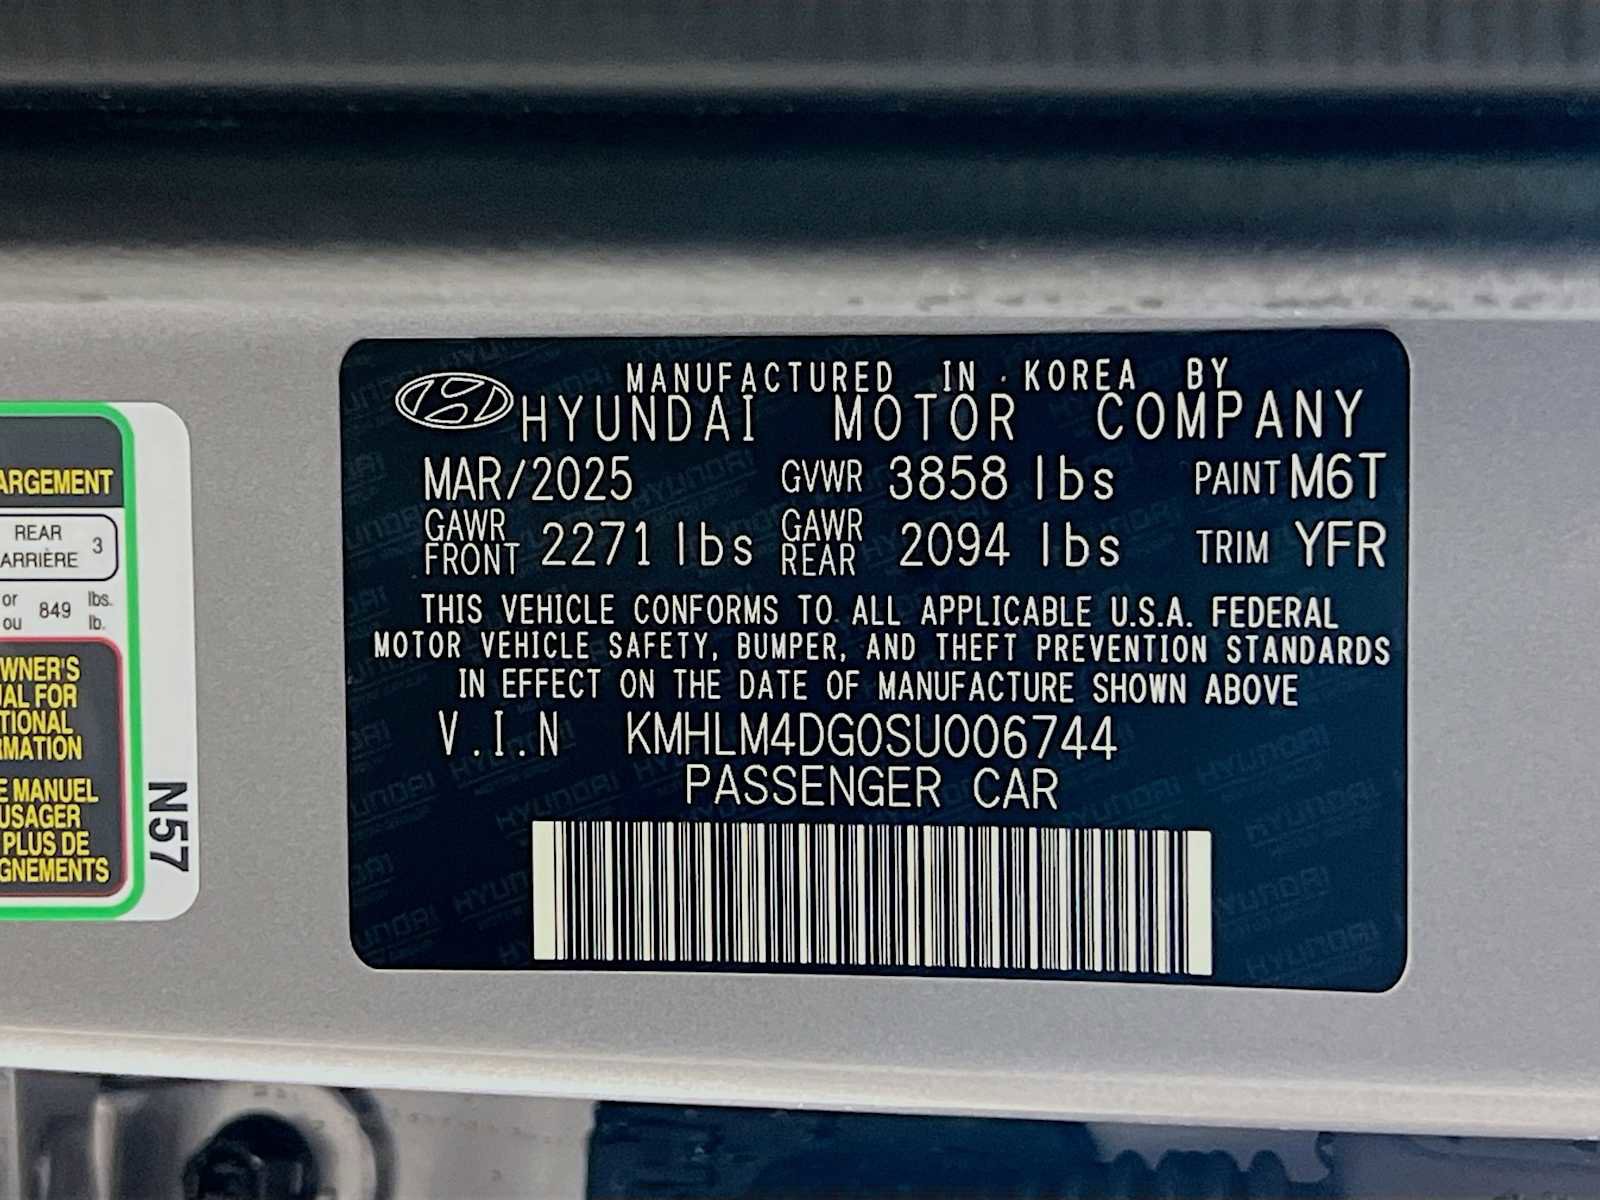 MANUFACTURED IN KOREA BY
HYUNDAI MOTOR COMPANY
MAR/2025 GVWR 3858 lbs PAINT M6T
GAWR FRONT 2271 lbs GAWR REAR 2094 lbs TRIM YFR
THIS VEHICLE CONFORMS TO ALL APPLICABLE U.S.A. FEDERAL
MOTOR VEHICLE SAFETY, BUMPER, AND THEFT PREVENTION STANDARDS
IN EFFECT ON THE DATE OF MANUFACTURE SHOWN ABOVE
V.I.N KMHLM4DG0SU006744
PASSENGER CAR
ARGEMENT
REAR
ARRIÈRE 3
or
ou 849 lbs.
lb.
WNER'S
UAL FOR
TIONAL
RMATION
E MANUEL
USAGER
PLUS DE
GNEMENTS
N57